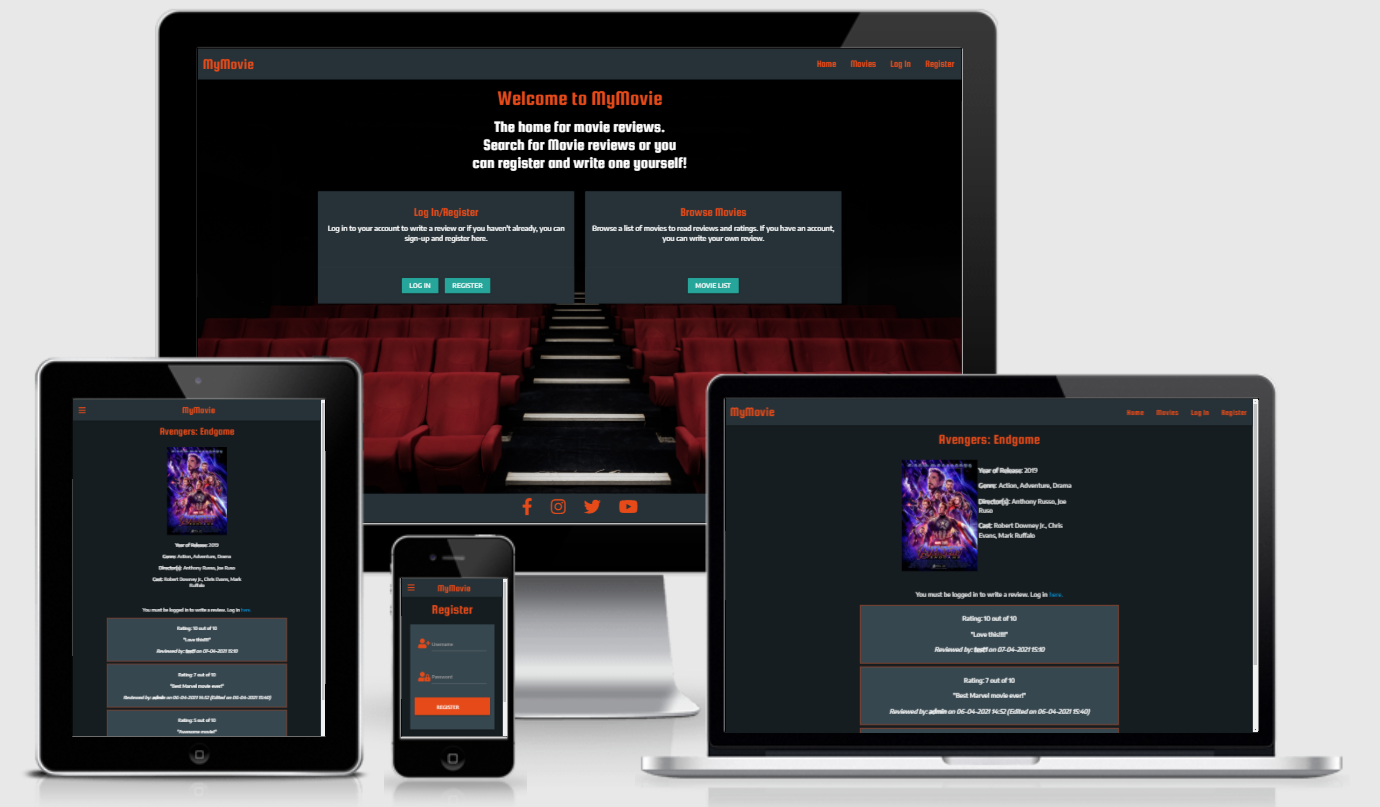 MyMovie
Home Movies Log In Register
Welcome to MyMovie
The home for movie reviews.
Search for Movie reviews or you
can register and write one yourself!
Log In/Register
Log in to your account to write a review or if you haven't already, you can
sign-up and register here.
LOG IN REGISTER
Browse Movies
Browse a list of movies to read reviews and ratings. If you have an account,
you can write your own review.
MOVIE LIST
MyMovie
Avengers: Endgame
Year of Release: 2019
Genre: Action, Adventure, Drama
Director(s): Anthony Russo, Joe Ruso
Cast: Robert Downey Jr., Chris Evans, Mark
Ruffalo
You must be logged in to write a review. Log in here.
Rating: 10 out of 10
"Love this!!!!"
Reviewed by: test1 on 07-04-2021 15:10
Rating: 7 out of 10
"Best Marvel movie ever!"
Reviewed by: admin on 06-04-2021 14:52 (Edited on 06-04-2021 15:40)
Rating: 5 out of 10
"Awesome movie!"
MyMovie
Register
Username
Password
REGISTER
MyMovie
Home Movies Log In Register
Avengers: Endgame
Year of Release: 2019
Genre: Action, Adventure, Drama
Director(s): Anthony Russo, Joe
Ruso
Cast: Robert Downey Jr., Chris
Evans, Mark Ruffalo
You must be logged in to write a review. Log in here.
Rating: 10 out of 10
"Love this!!!!"
Reviewed by: test1 on 07-04-2021 15:10
Rating: 7 out of 10
"Best Marvel movie ever!"
Reviewed by: admin on 06-04-2021 14:52 (Edited on 06-04-2021 15:40)